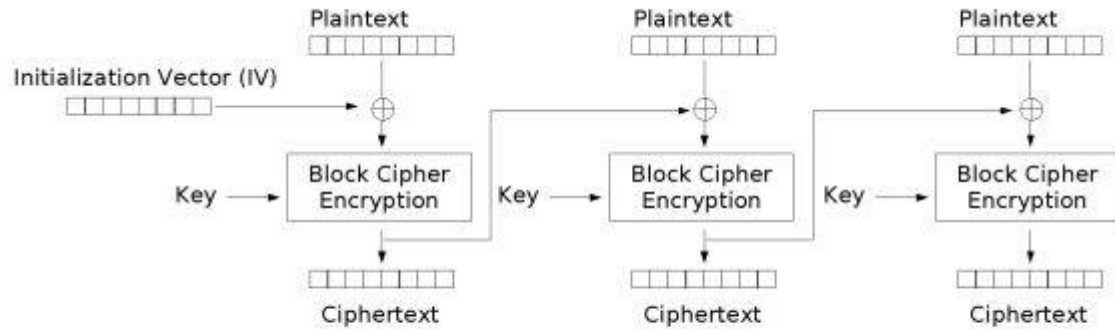 Plaintext
Plaintext
Plaintext
Initialization Vector (IV)
Key
Block Cipher
Encryption
Key
Block Cipher
Encryption
Key
Block Cipher
Encryption
Ciphertext
Ciphertext
Ciphertext